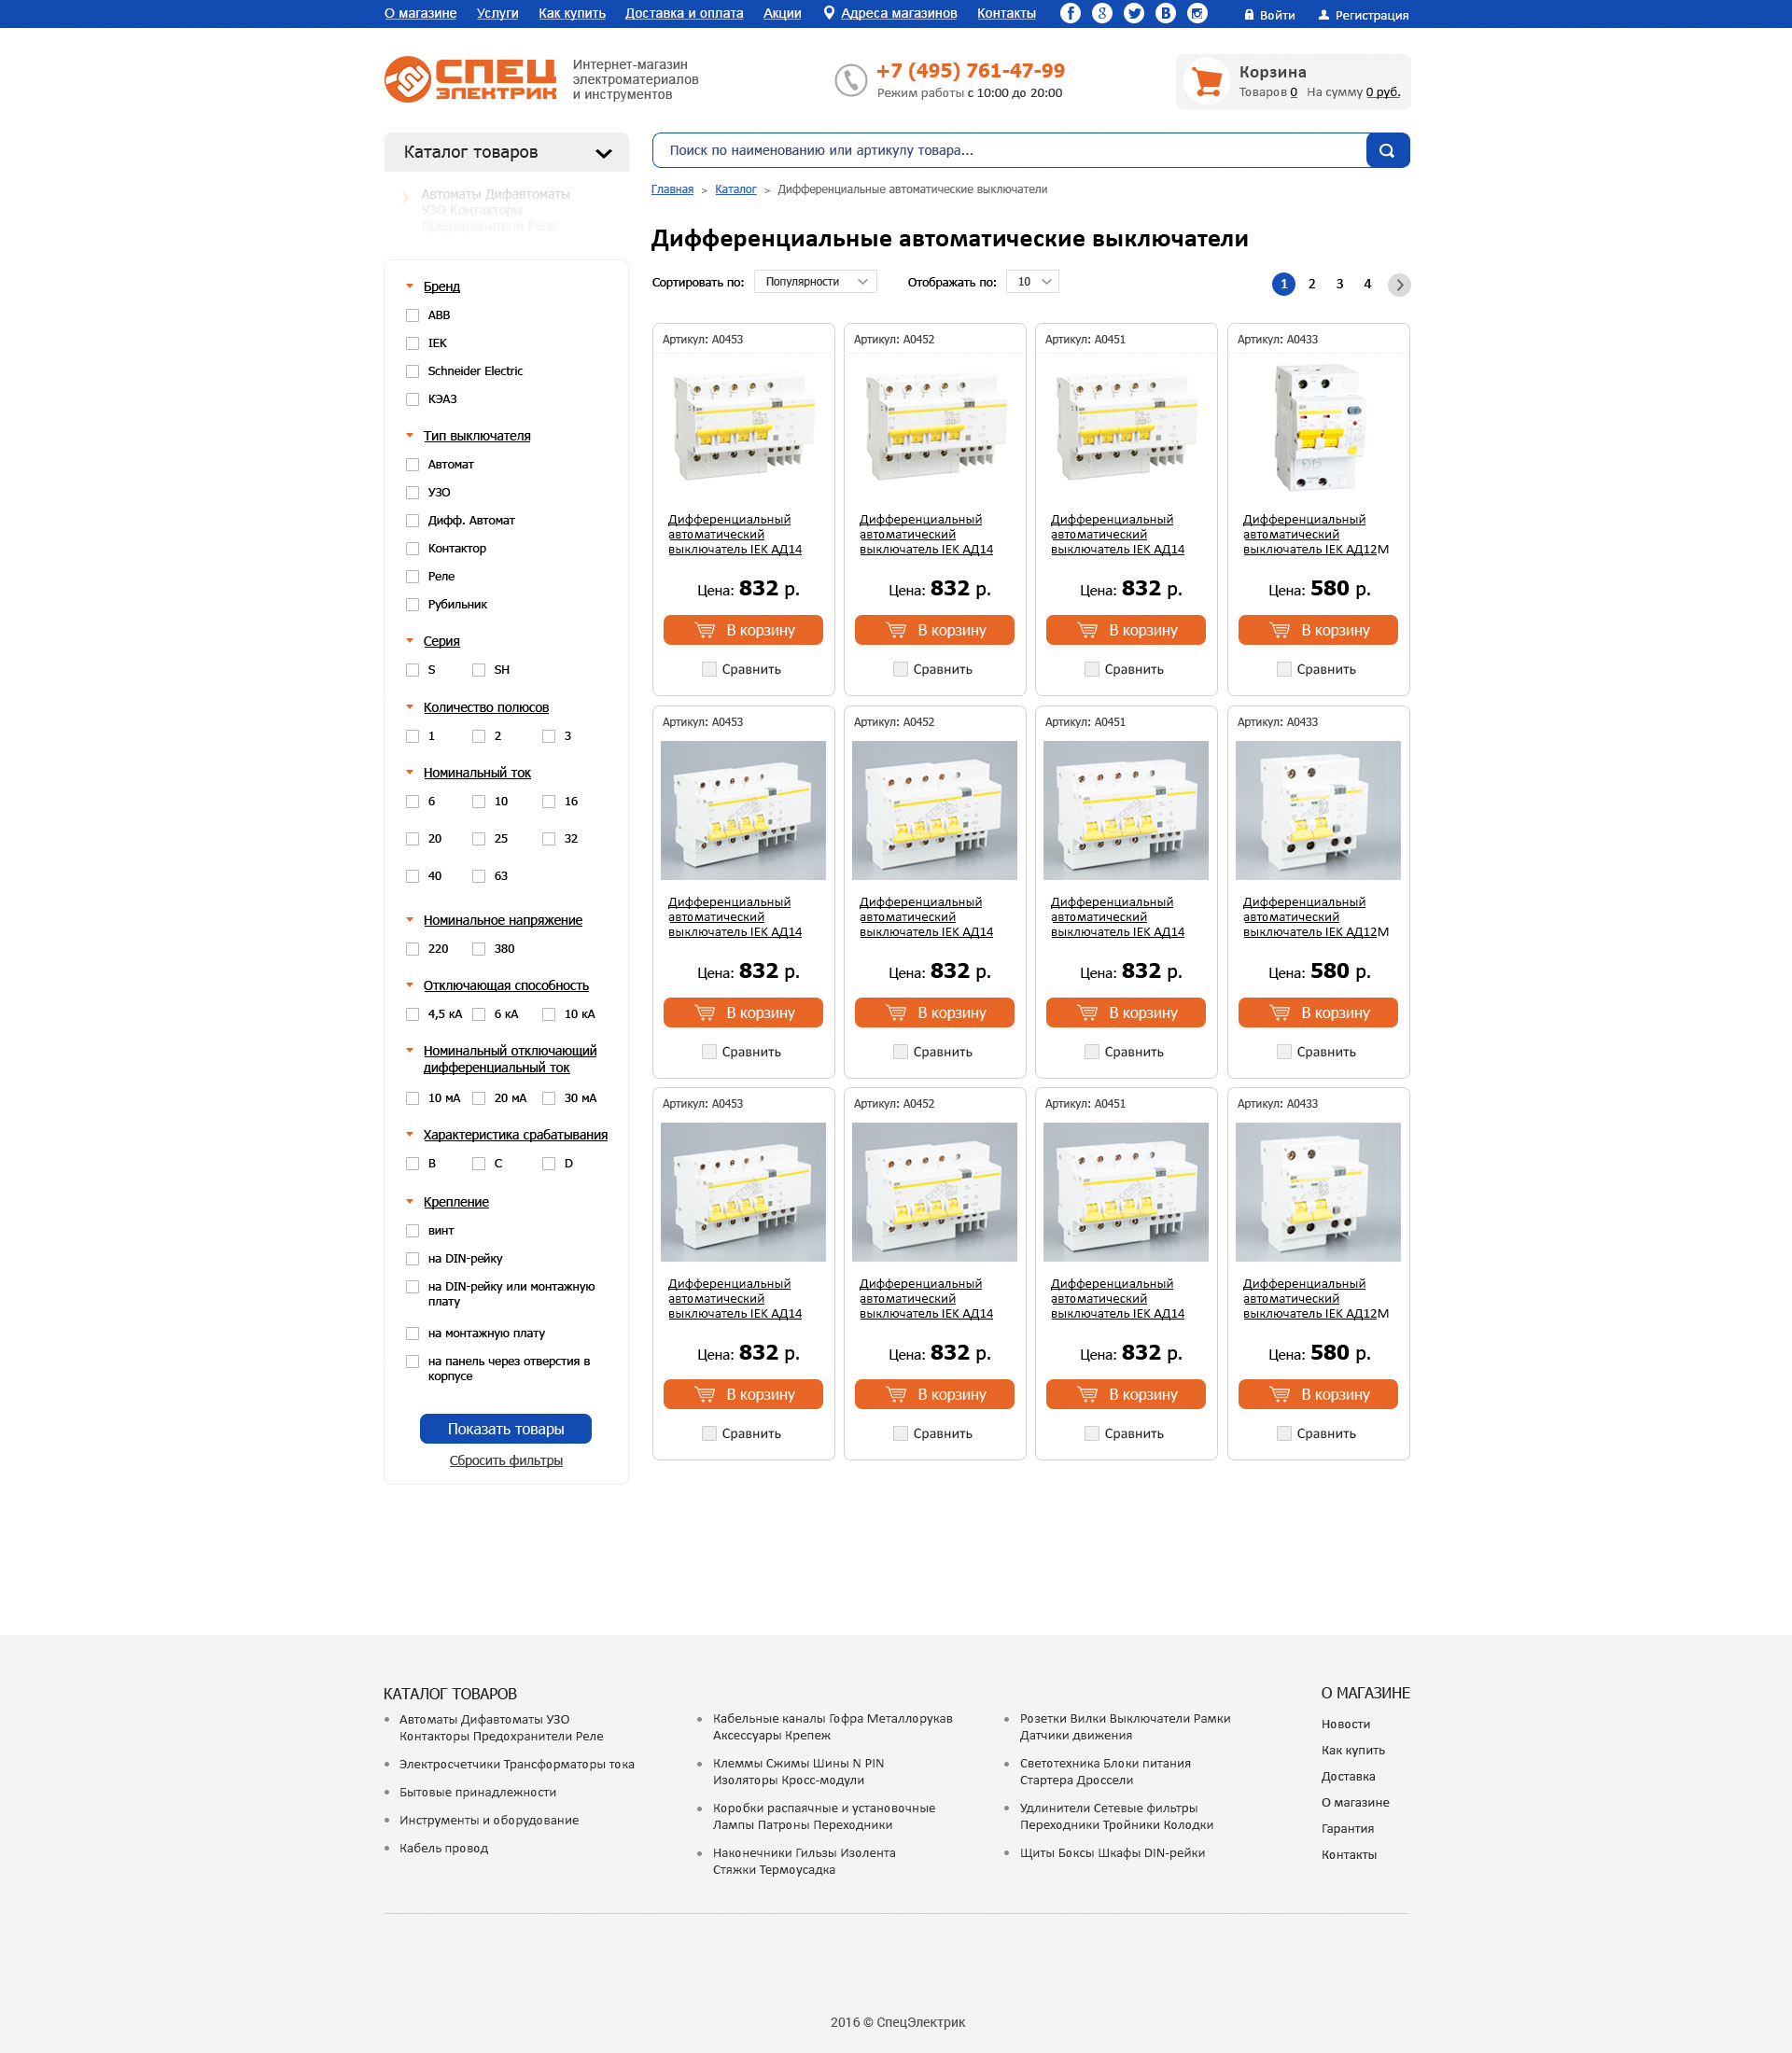 О магазине Услуги Как купить Доставка и оплата Акции Адреса магазинов Контакты Войти Регистрация
СПЕЦ
ЭЛЕКТРИК
Интернет-магазин
электроматериалов
и инструментов
+7 (495) 761-47-99
Режим работы с 10:00 до 20:00
Корзина
Товаров 0 На сумму 0 руб.
Каталог товаров
Поиск по наименованию или артикулу товара...
Автоматы Дифавтоматы
УЗО Контакторы
Предохранители Реле
Главная > Каталог > Дифференциальные автоматические выключатели
Дифференциальные автоматические выключатели
Сортировать по: Популярности Отображать по: 10 1 2 3 4
Бренд
ABB
IEK
Schneider Electric
КЭАЗ
Тип выключателя
Автомат
УЗО
Дифф. Автомат
Контактор
Реле
Рубильник
Серия
S SH
Количество полюсов
1 2 3
Номинальный ток
6 10 16
20 25 32
40 63
Номинальное напряжение
220 380
Отключающая способность
4,5 кА 6 кА 10 кА
Номинальный отключающий
дифференциальный ток
10 мА 20 мА 30 мА
Характеристика срабатывания
B C D
Крепление
винт
на DIN-рейку
на DIN-рейку или монтажную
плату
на монтажную плату
на панель через отверстия в
корпусе
Показать товары
Сбросить фильтры
Артикул: A0453 Артикул: A0452 Артикул: A0451 Артикул: A0433
Дифференциальный Дифференциальный Дифференциальный Дифференциальный
автоматический автоматический автоматический автоматический
выключатель IEK АД14 выключатель IEK АД14 выключатель IEK АД14 выключатель IEK АД12М
Цена: 832 р. Цена: 832 р. Цена: 832 р. Цена: 580 р.
В корзину В корзину В корзину В корзину
Сравнить Сравнить Сравнить Сравнить
Артикул: A0453 Артикул: A0452 Артикул: A0451 Артикул: A0433
Дифференциальный Дифференциальный Дифференциальный Дифференциальный
автоматический автоматический автоматический автоматический
выключатель IEK АД14 выключатель IEK АД14 выключатель IEK АД14 выключатель IEK АД12М
Цена: 832 р. Цена: 832 р. Цена: 832 р. Цена: 580 р.
В корзину В корзину В корзину В корзину
Сравнить Сравнить Сравнить Сравнить
Артикул: A0453 Артикул: A0452 Артикул: A0451 Артикул: A0433
Дифференциальный Дифференциальный Дифференциальный Дифференциальный
автоматический автоматический автоматический автоматический
выключатель IEK АД14 выключатель IEK АД14 выключатель IEK АД14 выключатель IEK АД12М
Цена: 832 р. Цена: 832 р. Цена: 832 р. Цена: 580 р.
В корзину В корзину В корзину В корзину
Сравнить Сравнить Сравнить Сравнить
КАТАЛОГ ТОВАРОВ
Автоматы Дифавтоматы УЗО
Контакторы Предохранители Реле
Электросчетчики Трансформаторы тока
Бытовые принадлежности
Инструменты и оборудование
Кабель провод
Кабельные каналы Гофра Металлорукав
Аксессуары Крепеж
Клеммы Сжимы Шины N PIN
Изоляторы Кросс-модули
Коробки распаячные и установочные
Лампы Патроны Переходники
Наконечники Гильзы Изолента
Стяжки Термоусадка
Розетки Вилки Выключатели Рамки
Датчики движения
Светотехника Блоки питания
Стартера Дроссели
Удлинители Сетевые фильтры
Переходники Тройники Колодки
Щиты Боксы Шкафы DIN-рейки
О МАГАЗИНЕ
Новости
Как купить
Доставка
О магазине
Гарантия
Контакты
2016 © СпецЭлектрик